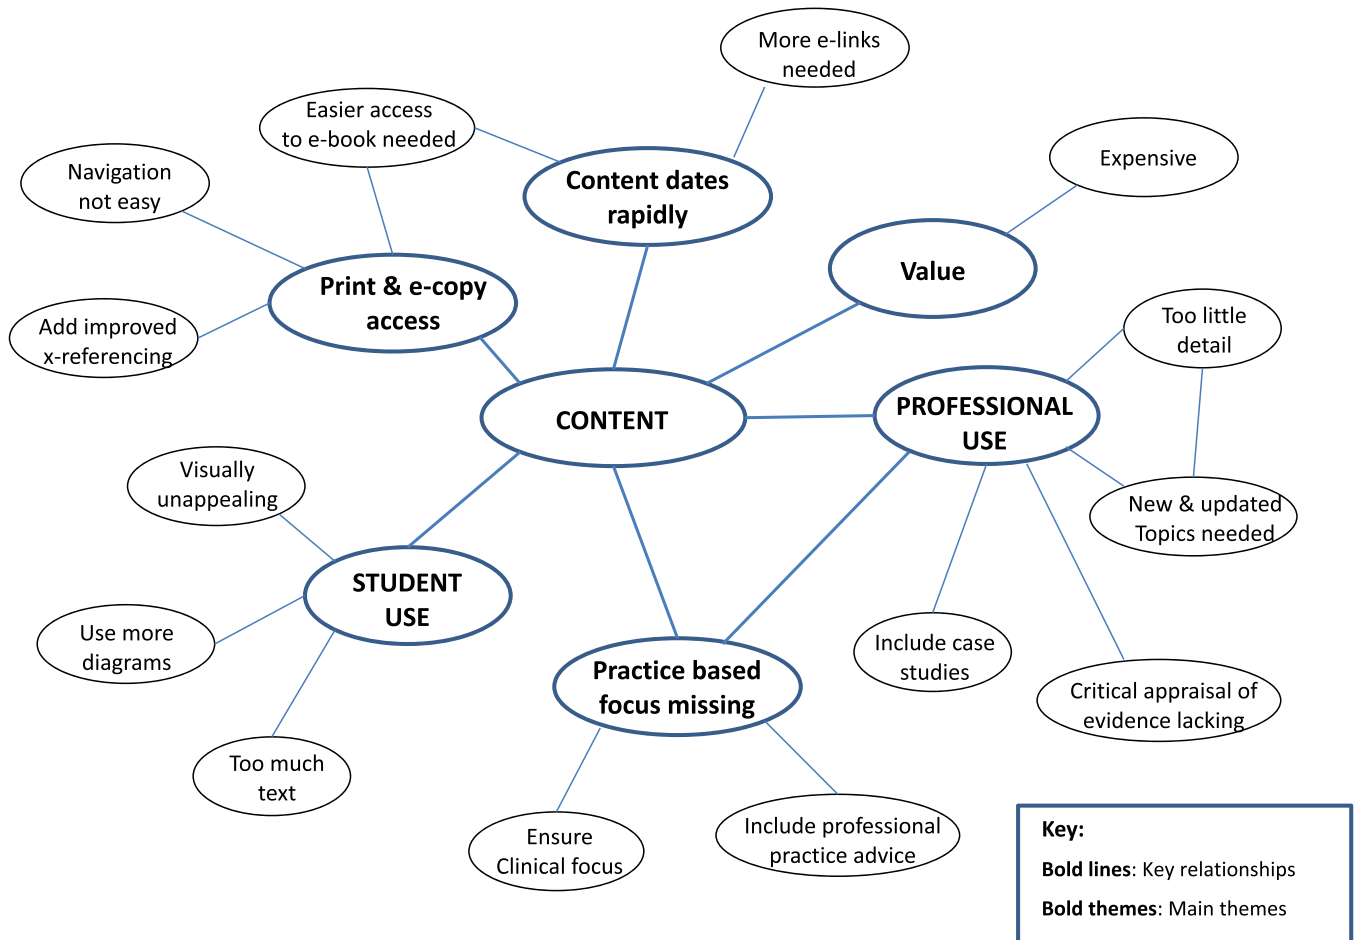 More e-links
needed
Easier access
to e-book needed
Expensive
Navigation
not easy
Content dates
rapidly
Value
Print & e-copy
access
Add improved
x-referencing
Too little
detail
CONTENT
PROFESSIONAL
USE
Visually
unappealing
New & updated
Topics needed
STUDENT
USE
Use more
diagrams
Include case
studies
Practice based
focus missing
Critical appraisal of
evidence lacking
Too much
text
Ensure
Clinical focus
Include professional
practice advice
Key:
Bold lines: Key relationships
Bold themes: Main themes